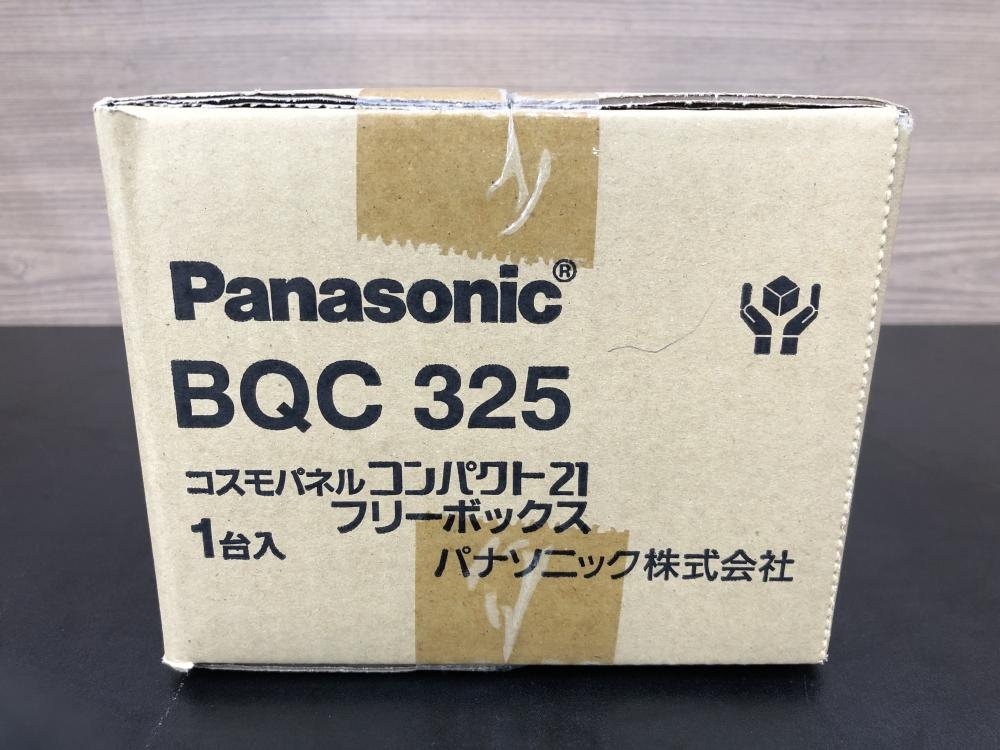 Panasonic®
BQC 325
コスモパネルコンパクト21
フリーボックス
1台入
パナソニック株式会社